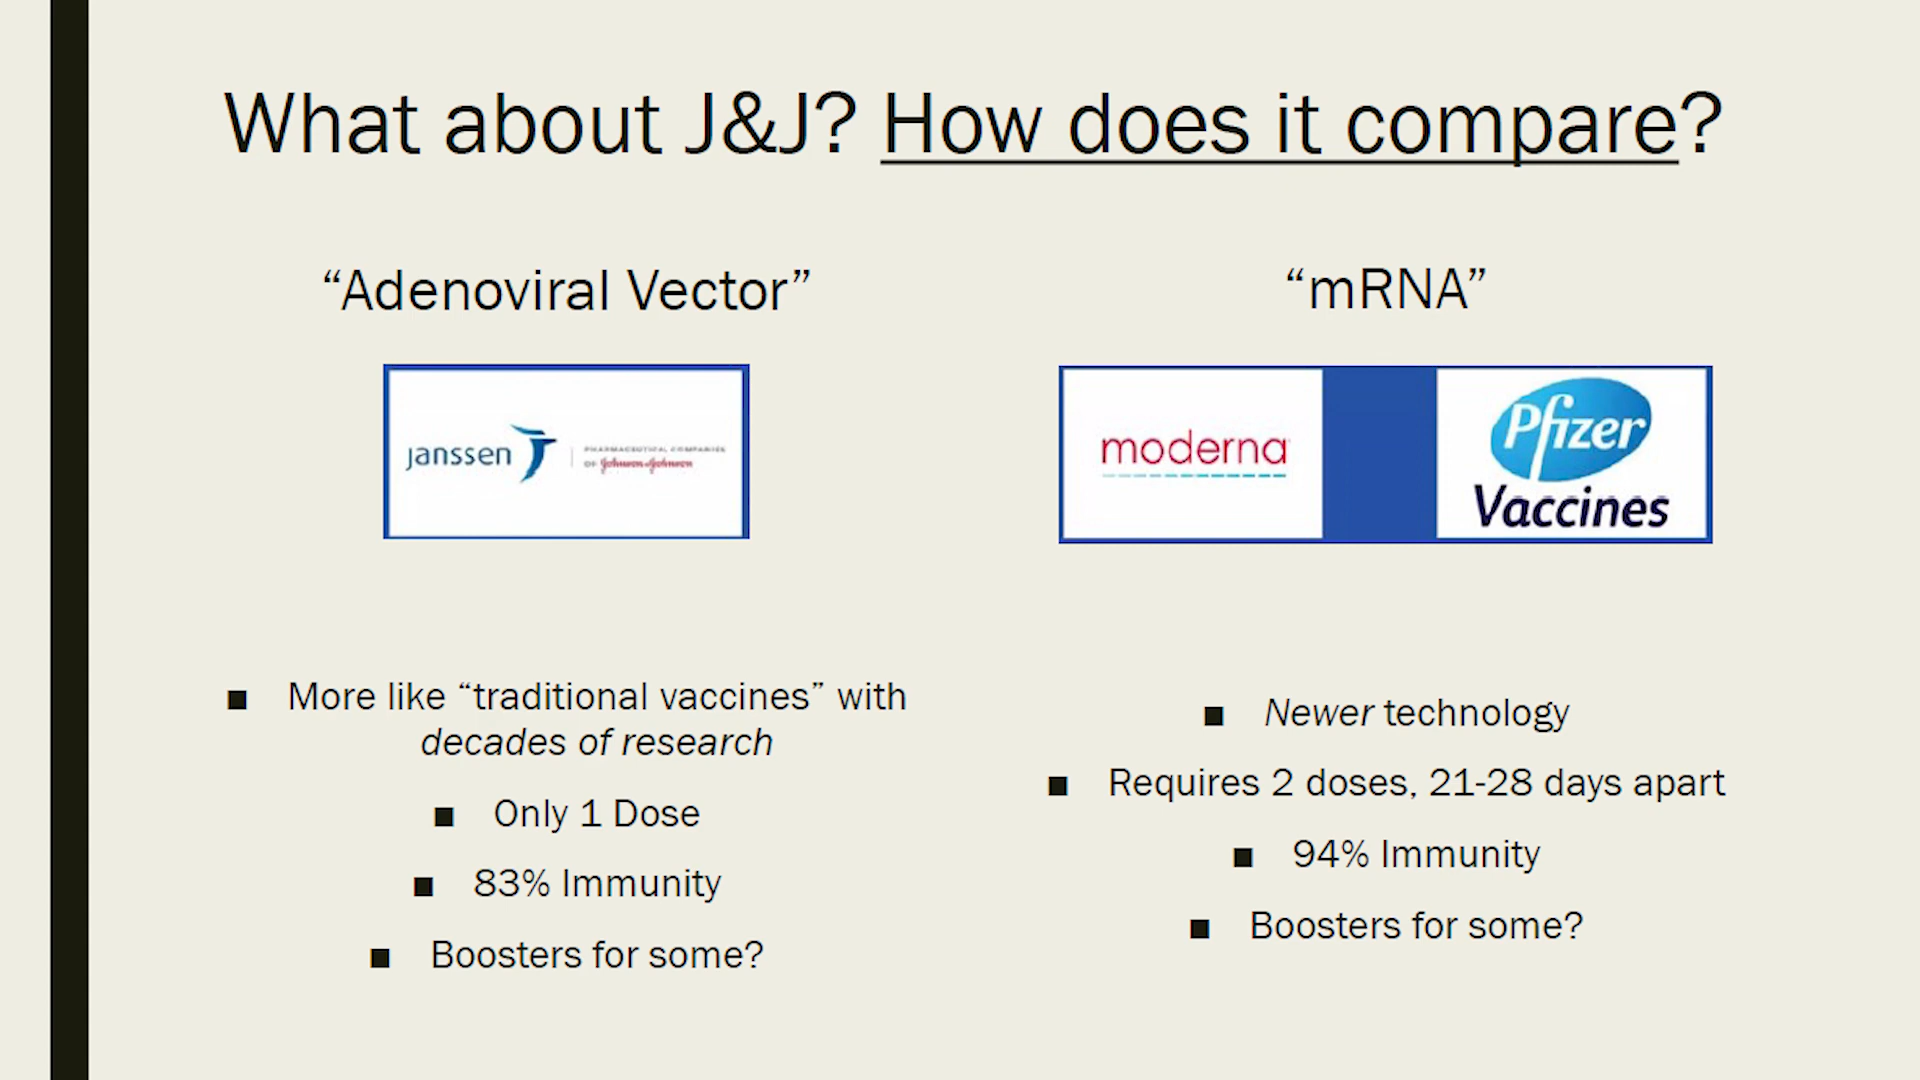 What about J&J? How does it compare?
“Adenoviral Vector”
janssen
PHARMACEUTICAL COMPANIES
OF Johnson & Johnson
■ More like “traditional vaccines” with
decades of research
■ Only 1 Dose
■ 83% Immunity
■ Boosters for some?
“mRNA”
moderna
Pfizer
Vaccines
■ Newer technology
■ Requires 2 doses, 21-28 days apart
■ 94% Immunity
■ Boosters for some?